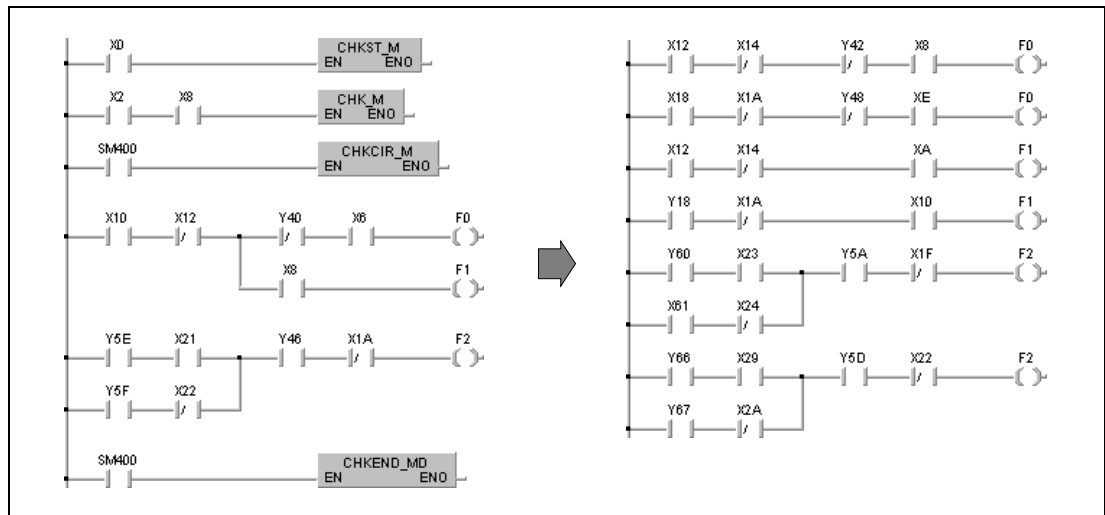 X0
CHKST_M
EN ENO
X2 X8
CHK_M
EN ENO
SM400
CHKCIR_M
EN ENO
X10 X12 Y40 X6 F0
X8 F1
Y5E X21 Y46 X1A F2
Y5F X22
SM400
CHKEND_MD
EN ENO
X12 X14 Y42 X8 F0
X18 X1A Y48 XE F0
X12 X14 XA F1
Y18 X1A X10 F1
Y60 X23 Y5A X1F F2
X61 X24
Y66 X29 Y5D X22 F2
Y67 X2A